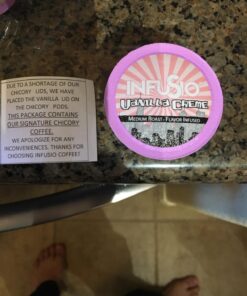 DUE TO A SHORTAGE OF OUR
CHICORY LIDS, WE HAVE
PLACED THE VANILLA LID ON
THE CHICORY PODS.
THIS PACKAGE CONTAINS
OUR SIGNATURE CHICORY
COFFEE.
WE APOLOGIZE FOR ANY
INCONVENIENCES. THANKS FOR
CHOOSING INFUSIO COFFEE!
INFUSIO
Vanilla Creme
MEDIUM ROAST - FLAVOR INFUSED